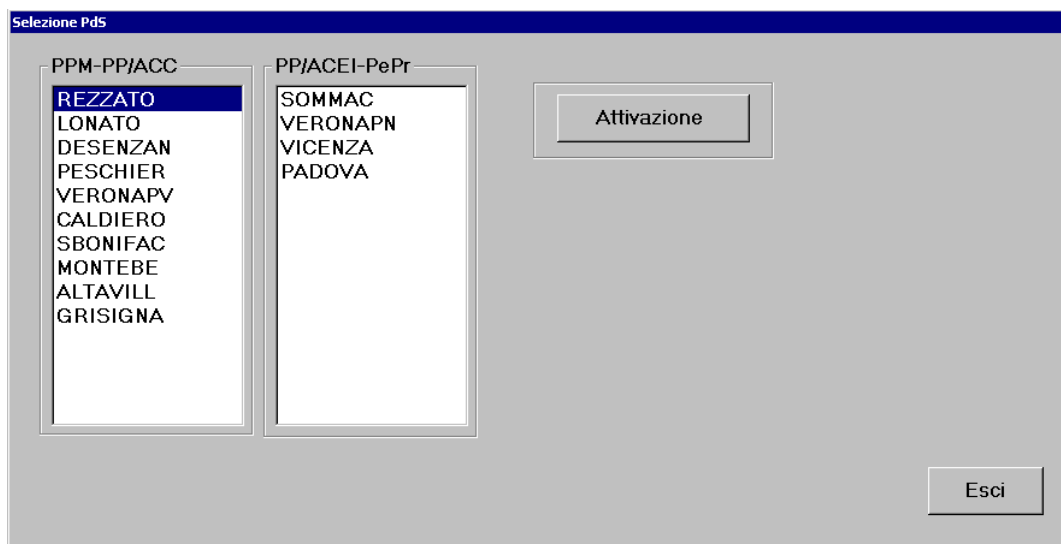 Selezione PdS
PPM-PP/ACC
REZZATO
LONATO
DESENZAN
PESCHIER
VERONAPV
CALDIERO
SBONIFAC
MONTEBE
ALTAVILL
GRISIGNA
PP/ACEI-PePr
SOMMAC
VERONAPN
VICENZA
PADOVA
Attivazione
Esci